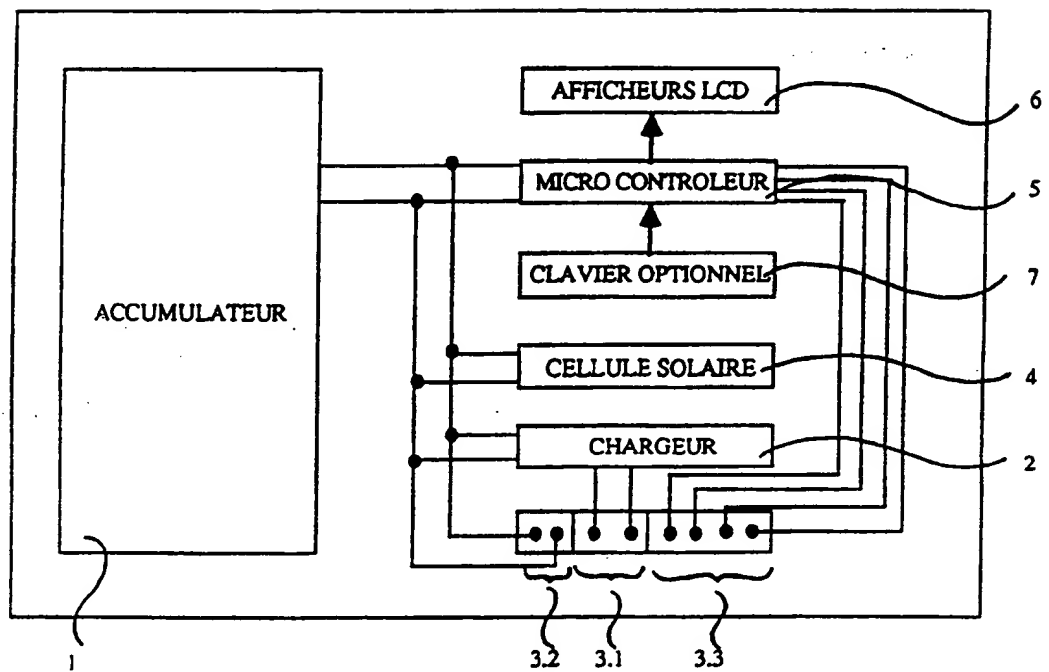 AFFICHEURS LCD
6
MICRO CONTROLEUR
5
CLAVIER OPTIONNEL
7
ACCUMULATEUR
CELLULE SOLAIRE
4
CHARGEUR
2
1
3.2
3.1
3.3